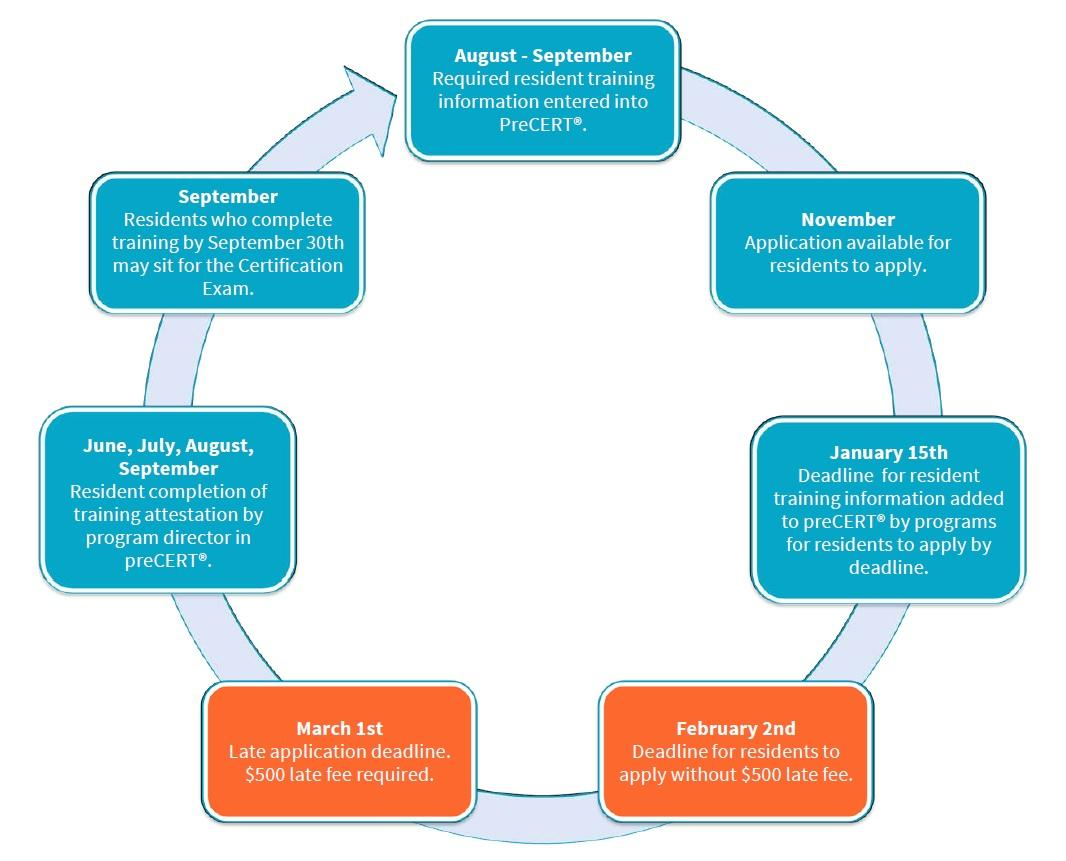 August - September
Required resident training
information entered into
PreCERT®.
November
Application available for
residents to apply.
January 15th
Deadline  for resident
training information added
to preCERT® by programs
for residents to apply by
deadline.
February 2nd
Deadline for residents to
apply without $500 late fee.
March 1st
Late application deadline.
$500 late fee required.
June, July, August,
September
Resident completion of
training attestation by
program director in
preCERT®.
September
Residents who complete
training by September 30th
may sit for the Certification
Exam.